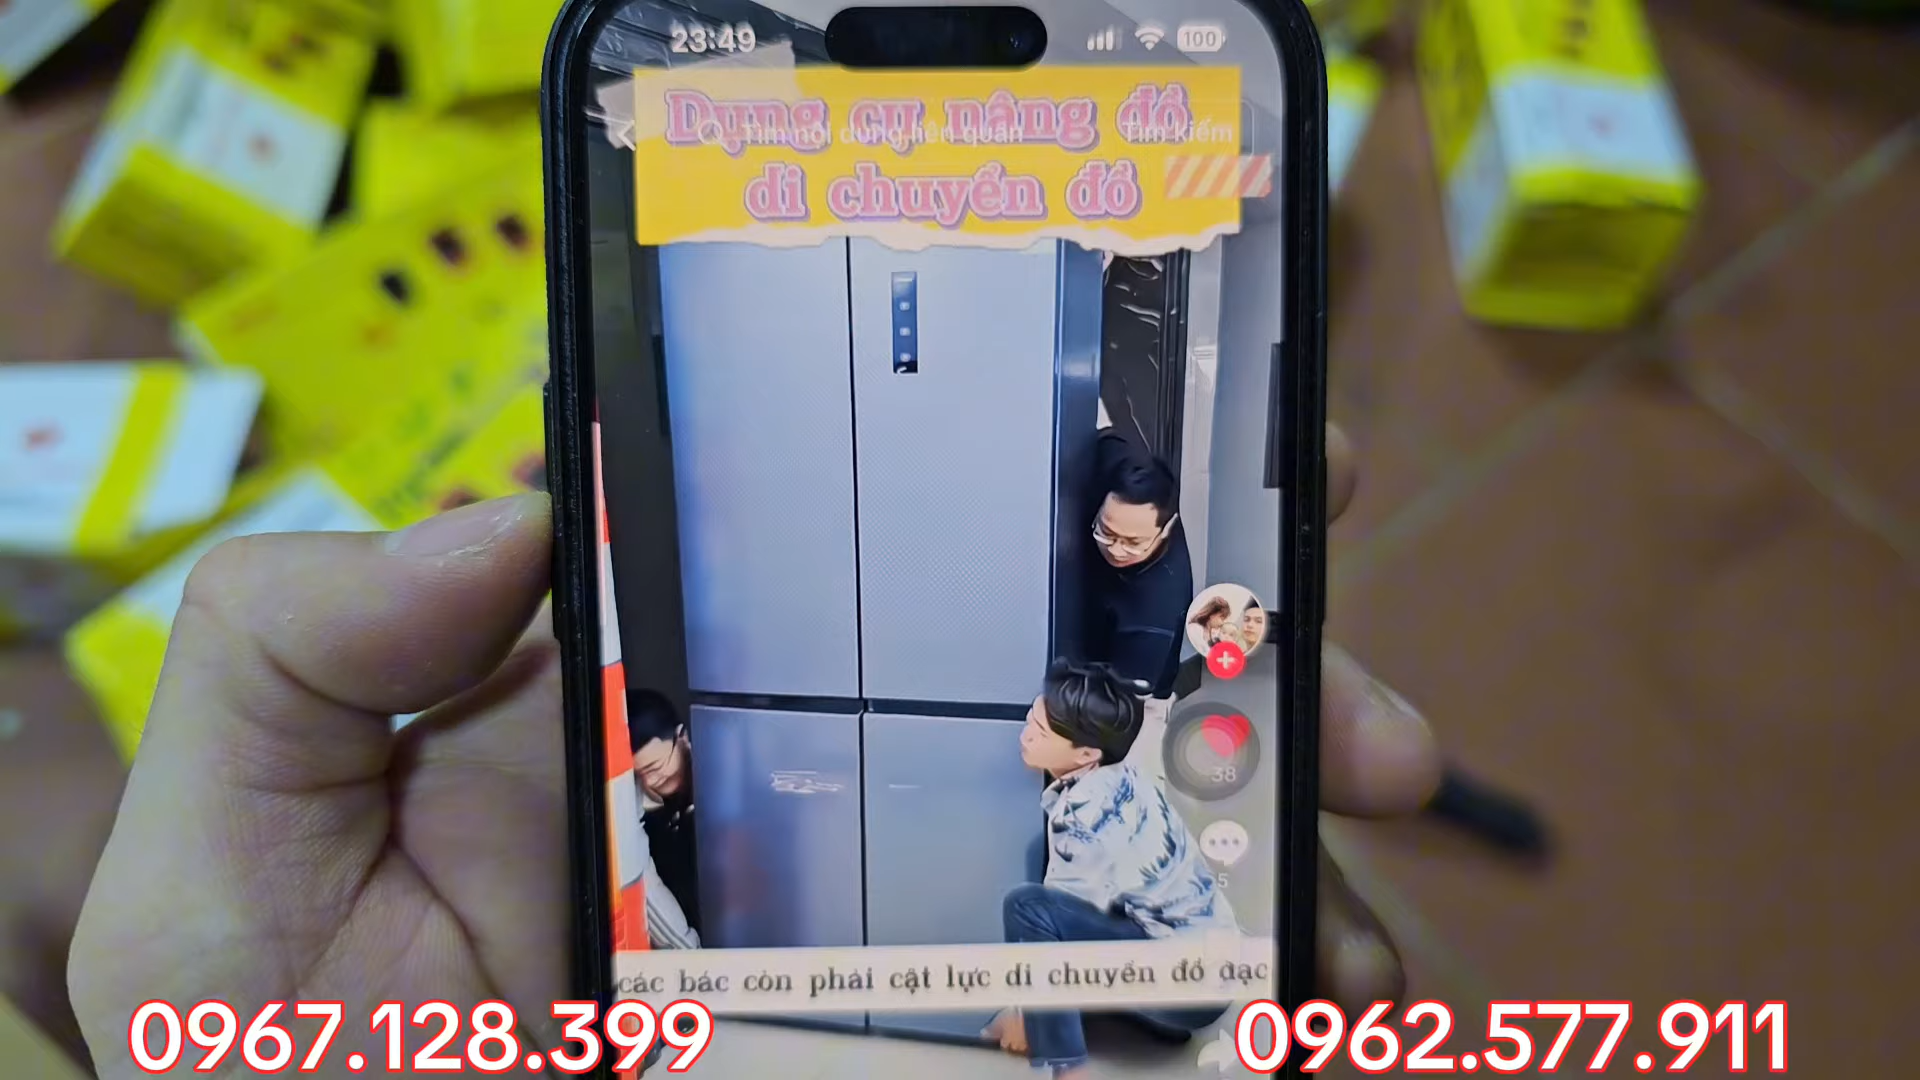 23:49
100
Dụng cụ nâng đồ
Tìm nội dung liên quan
Tìm kiếm
di chuyển đồ
38
5
các bác còn phải cật lực di chuyển đồ đạc
0967.128.399
0962.577.911